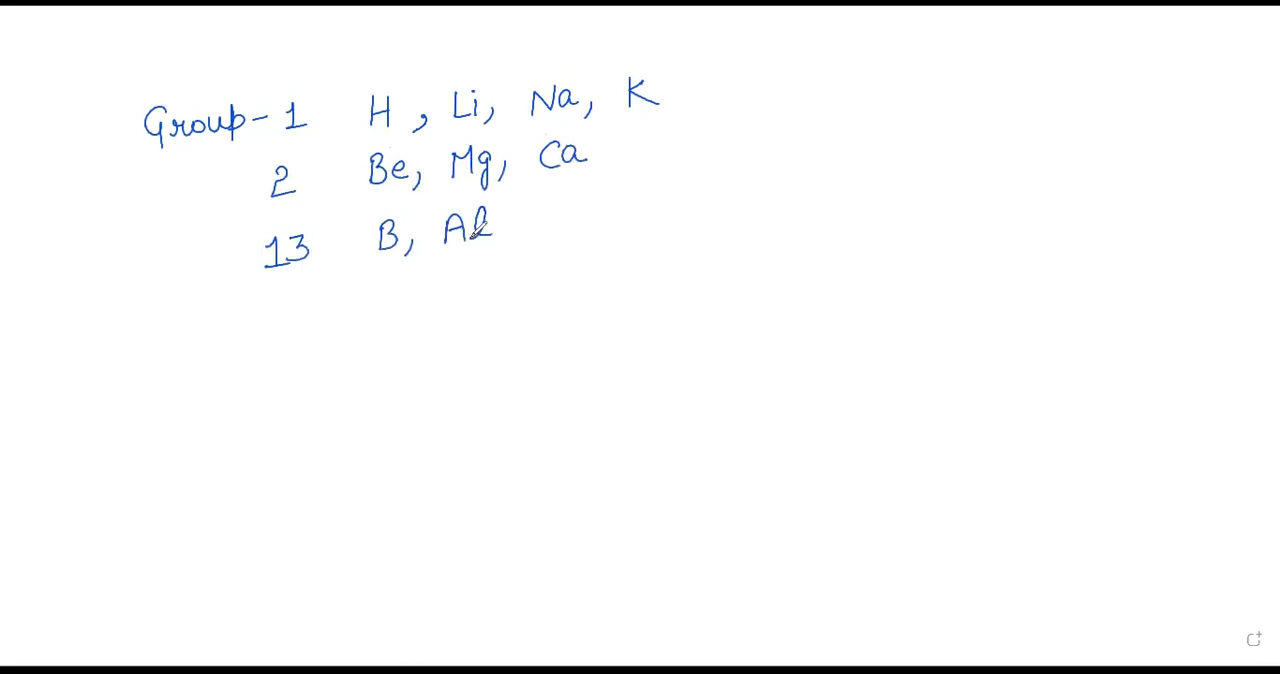 Group-1 H, Li, Na, K
2 Be, Mg, Ca
13 B, Al